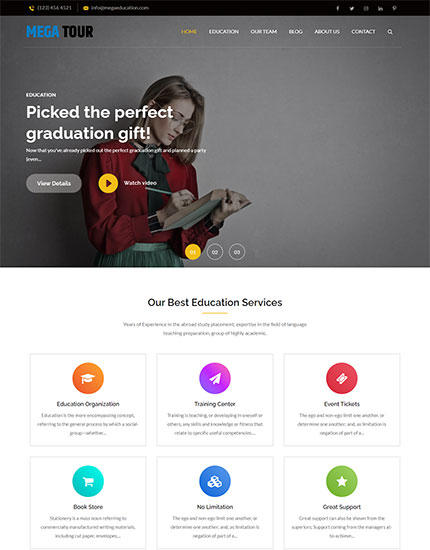 (123) 456 4521 info@megaeducation.com
MEGA TOUR
HOME EDUCATION OUR TEAM BLOG ABOUT US CONTACT
EDUCATION
Picked the perfect
graduation gift!
Now that you've already picked out the perfect graduation gift and planned a party
(even...
View Details Watch video
01 02 03
Our Best Education Services
Years of Experience in the abroad study placement; expertise in the field of language
teaching preparation, group of highly academic.
Education Organization
Education is the more encompassing concept,
referring to the general process by which a social
group—whether...
Training Center
Training is teaching, or developing in oneself or
others, any skills and knowledge or fitness that
relate to specific useful competencies....
Event Tickets
The ego and non-ego limit one another, or
determine one another; and, as limitation is
negation of part of a...
Book Store
Stationery is a mass noun referring to
commercially manufactured writing materials,
including cut paper, envelopes,...
No Limitation
The ego and non-ego limit one another, or
determine one another; and, as limitation is
negation of part of a...
Great Support
Great support can also be shown from the
superiors; Support coming from the managers at-
to achieve...